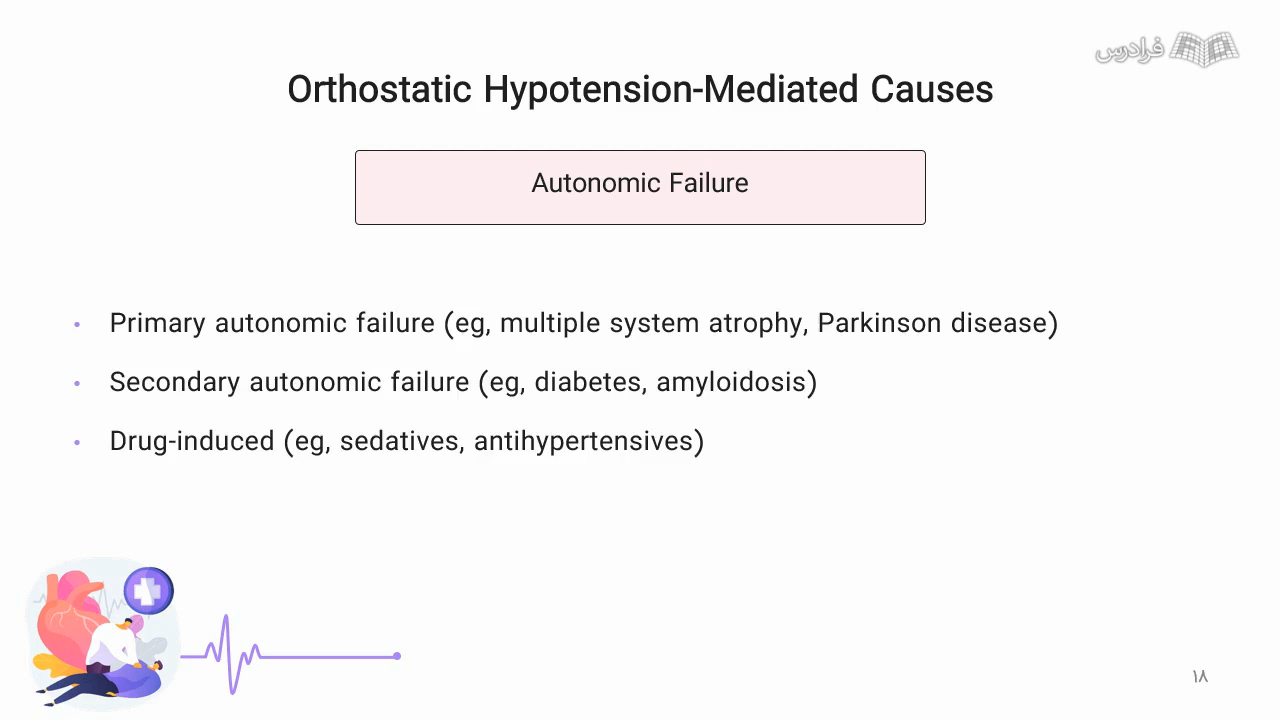 فرادرس
Orthostatic Hypotension-Mediated Causes
Autonomic Failure
• Primary autonomic failure (eg, multiple system atrophy, Parkinson disease)
• Secondary autonomic failure (eg, diabetes, amyloidosis)
• Drug-induced (eg, sedatives, antihypertensives)
۱۸